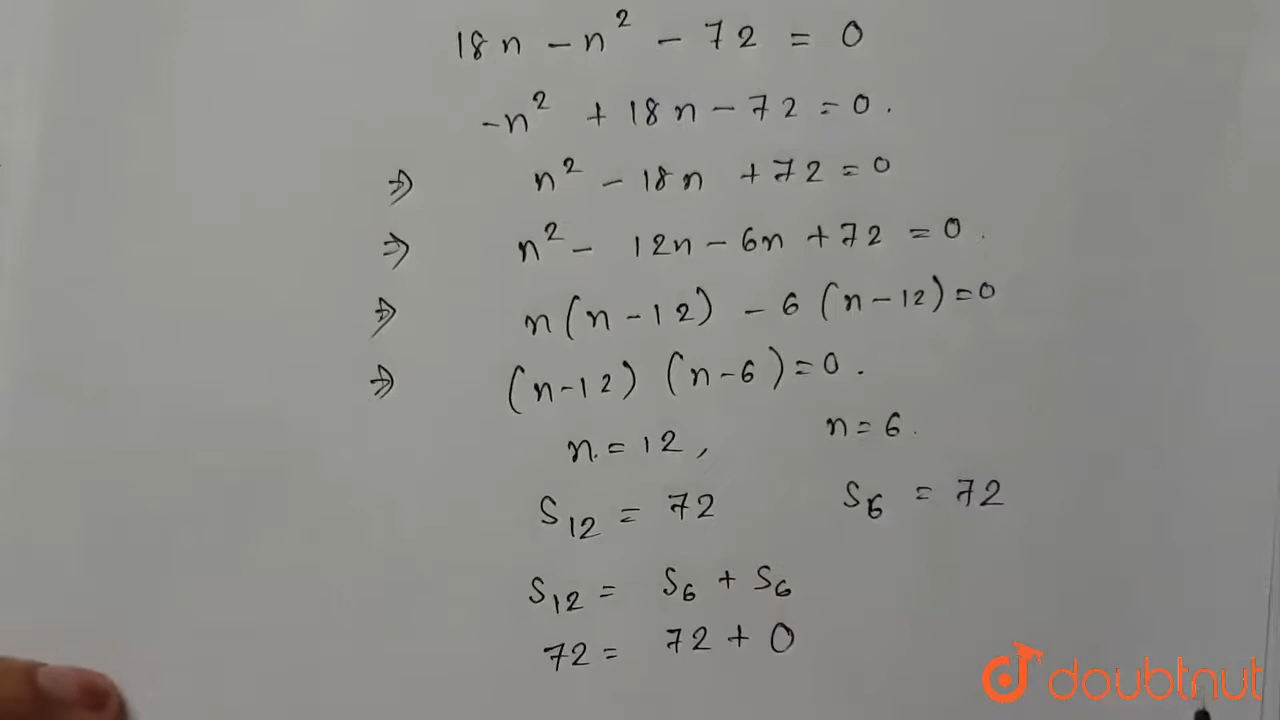 18n - n² - 72 = 0
-n² + 18n - 72 = 0.
⇒ n² - 18n + 72 = 0
⇒ n² - 12n - 6n + 72 = 0.
⇒ n(n-12) - 6(n-12) = 0
⇒ (n-12) (n-6) = 0.
n = 12, n = 6.
S₁₂ = 72 S₆ = 72
S₁₂ = S₆ + S₆
72 = 72 + 0
doubtnut